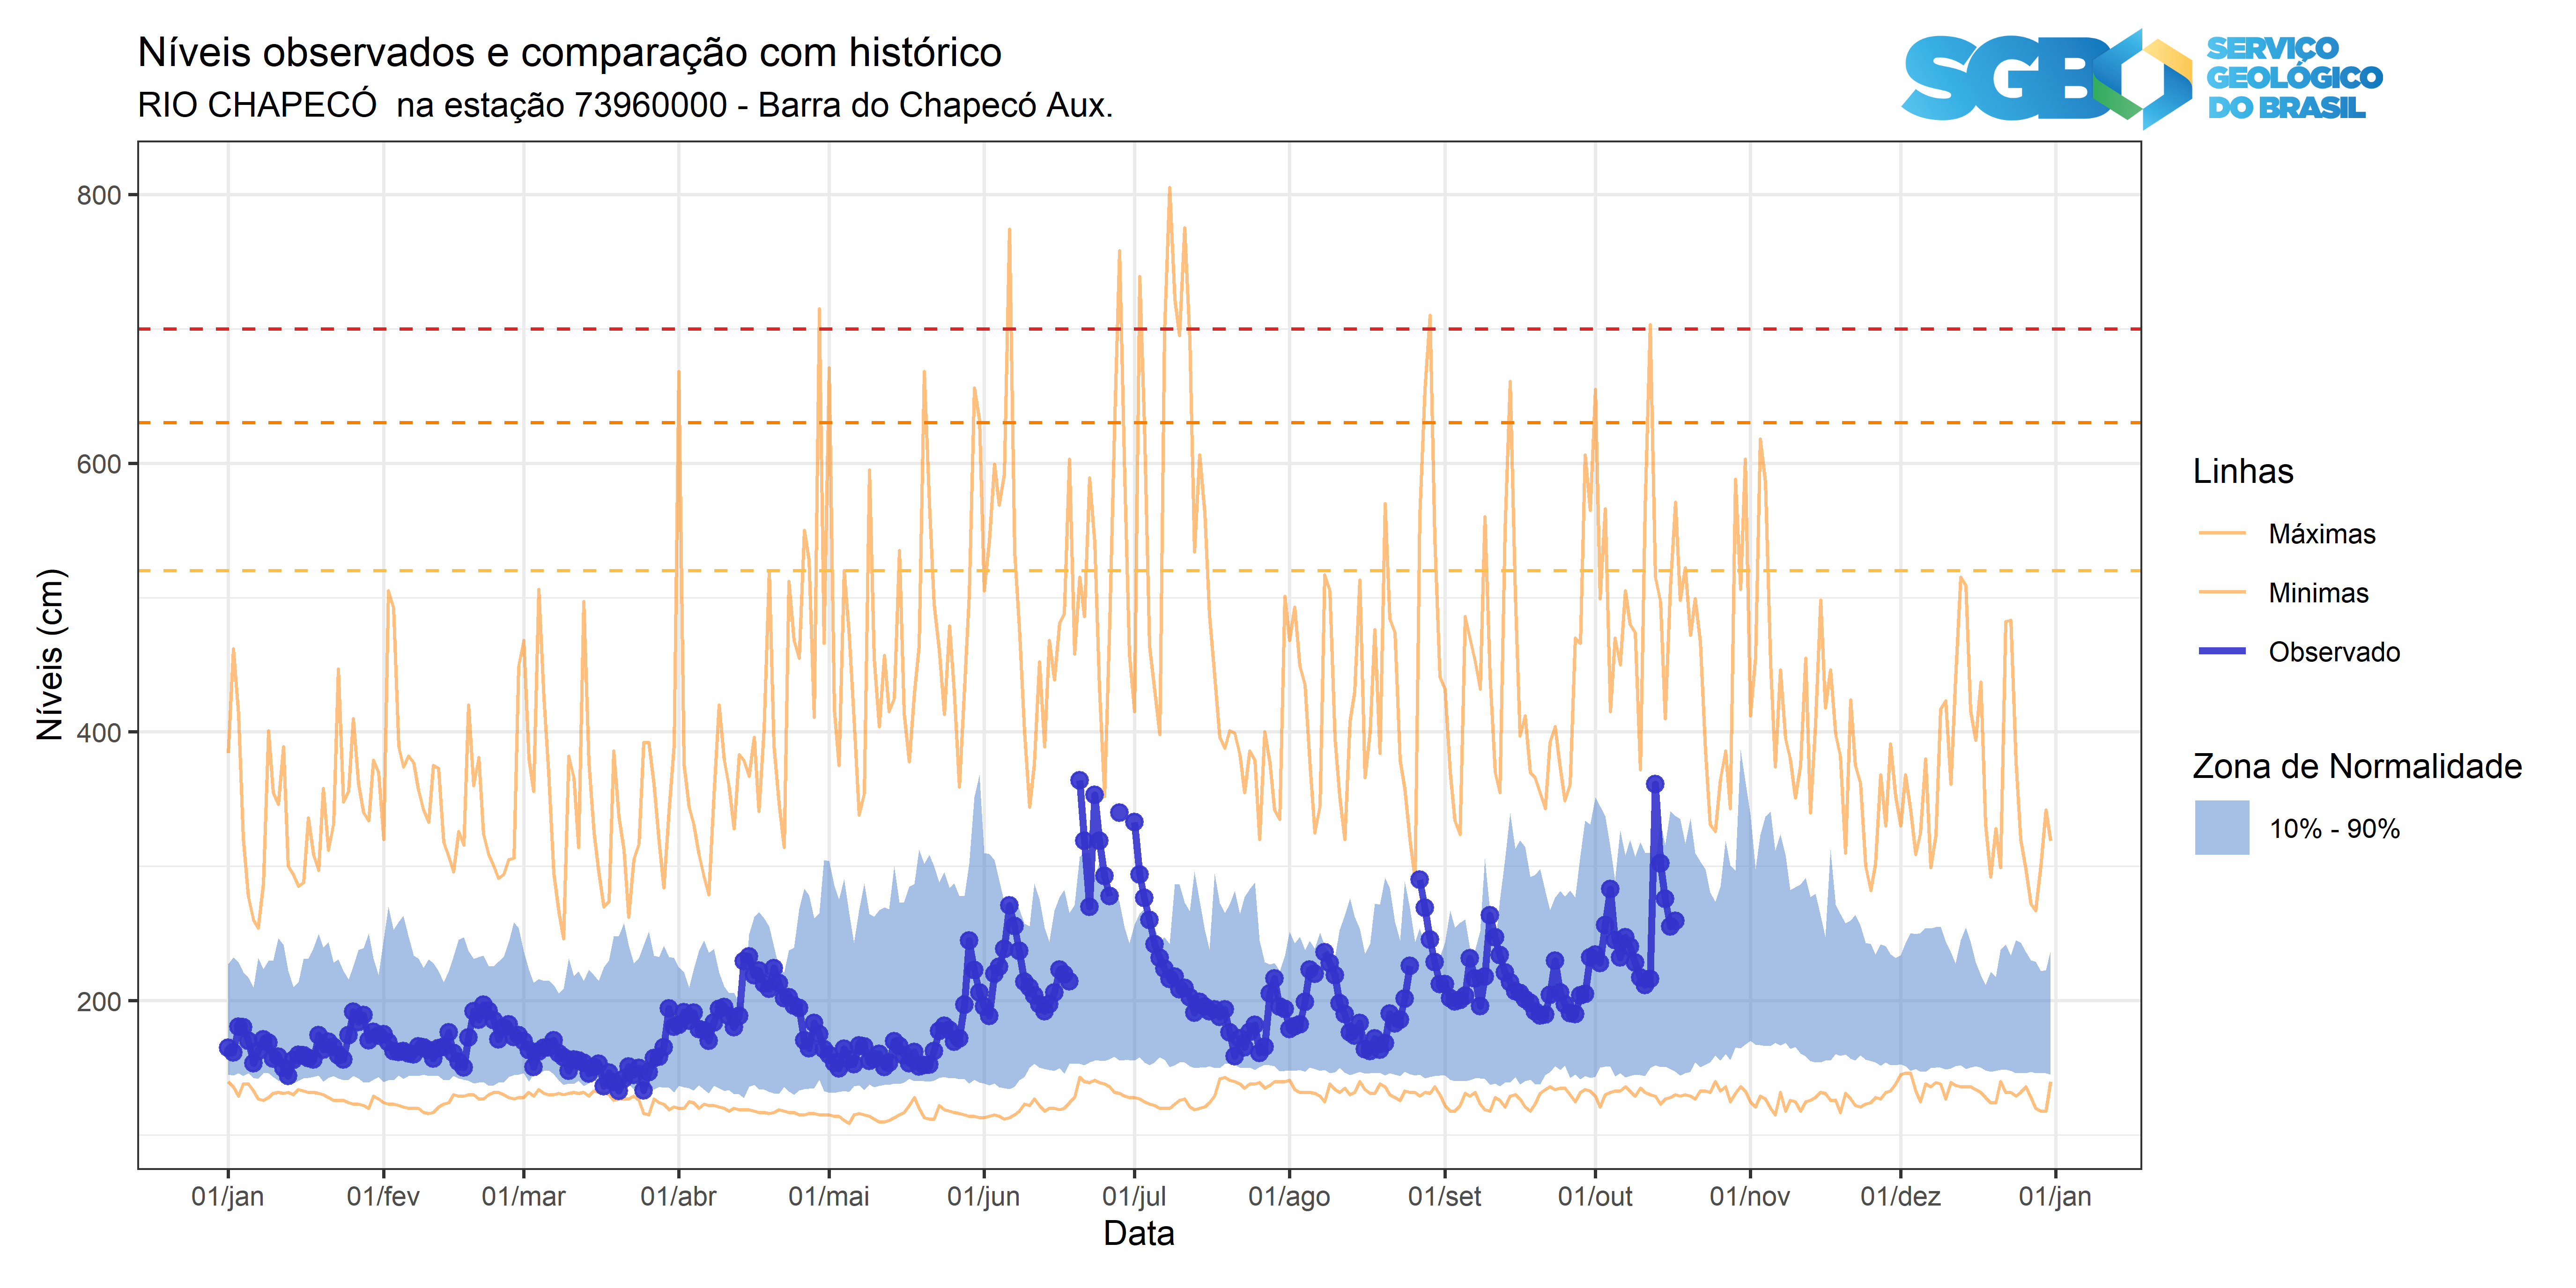 Níveis observados e comparação com histórico
RIO CHAPECÓ  na estação 73960000 - Barra do Chapecó Aux.
SGB
SERVIÇO
GEOLÓGICO
DO BRASIL
800
600
400
200
Níveis (cm)
01/jan
01/fev
01/mar
01/abr
01/mai
01/jun
01/jul
01/ago
01/set
01/out
01/nov
01/dez
01/jan
Data
Linhas
Máximas
Minimas
Observado
Zona de Normalidade
10% - 90%